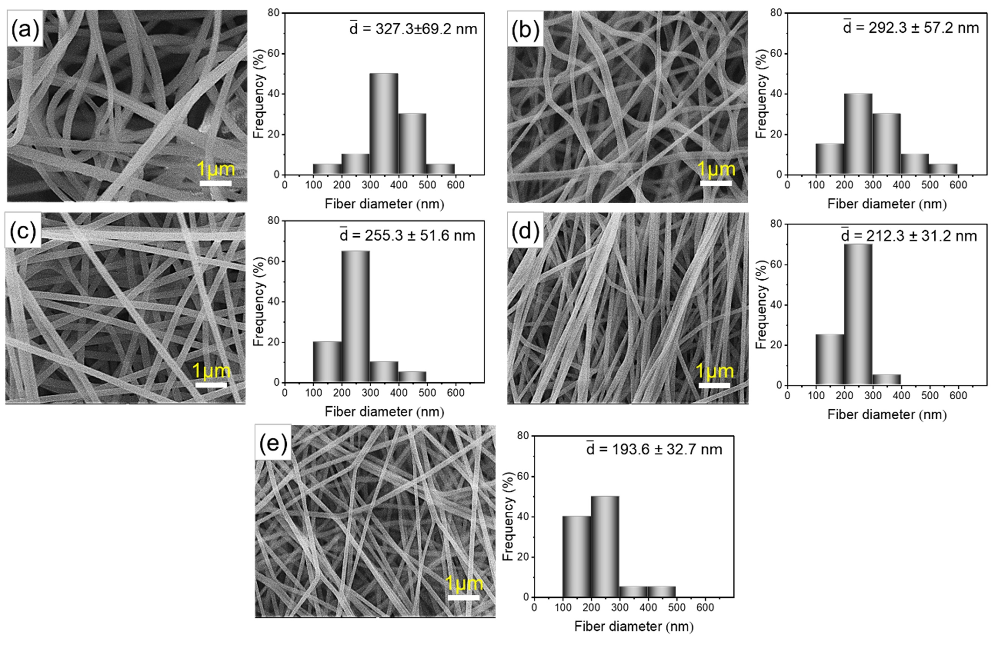 (a)
1µm
80
60
40
20
0
Frequency (%)
d̅ = 327.3±69.2 nm
0 100 200 300 400 500 600
Fiber diameter (nm)
(b)
1µm
80
60
40
20
0
Frequency (%)
d̅ = 292.3 ± 57.2 nm
0 100 200 300 400 500 600
Fiber diameter (nm)
(c)
1µm
80
60
40
20
0
Frequency (%)
d̅ = 255.3 ± 51.6 nm
0 100 200 300 400 500 600
Fiber diameter (nm)
(d)
1µm
80
60
40
20
0
Frequency (%)
d̅ = 212.3 ± 31.2 nm
0 100 200 300 400 500 600
Fiber diameter (nm)
(e)
1µm
80
60
40
20
0
Frequency (%)
d̅ = 193.6 ± 32.7 nm
0 100 200 300 400 500 600
Fiber diameter (nm)